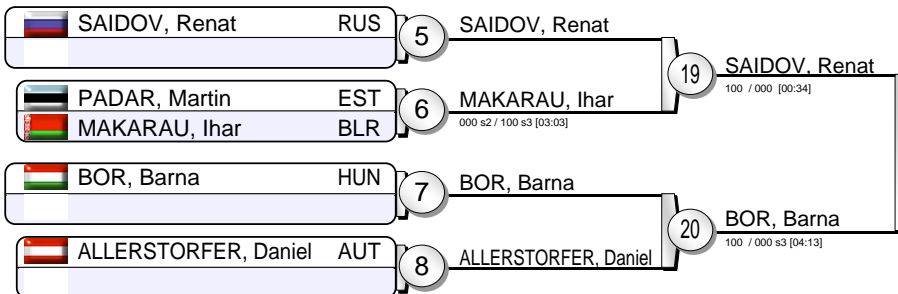 SAIDOV, Renat RUS
5
SAIDOV, Renat
PADAR, Martin EST
MAKARAU, Ihar BLR
6
MAKARAU, Ihar
000 s2 / 100 s3 [03:03]
19
SAIDOV, Renat
100 / 000 [00:34]
BOR, Barna HUN
7
BOR, Barna
ALLERSTORFER, Daniel AUT
8
ALLERSTORFER, Daniel
20
BOR, Barna
100 / 000 s3 [04:13]